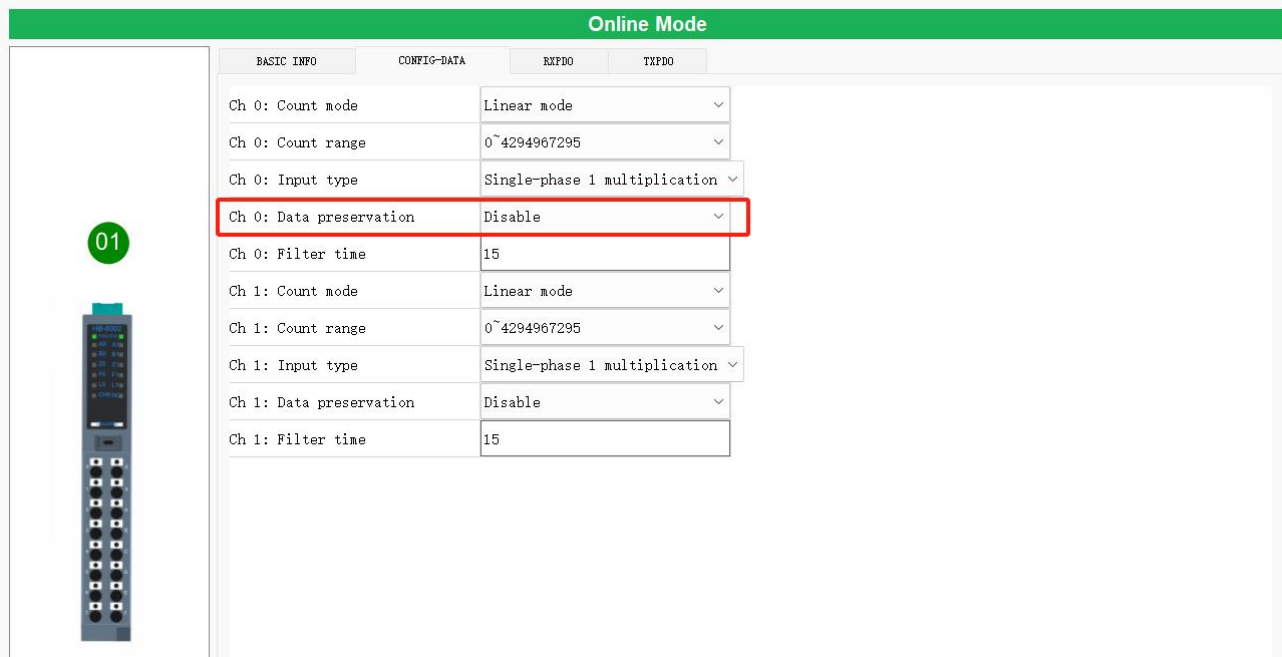 Online Mode
BASIC INFO CONFIG-DATA RXPDO TXPDO
Ch 0: Count mode Linear mode
Ch 0: Count range 0~4294967295
Ch 0: Input type Single-phase 1 multiplication
Ch 0: Data preservation Disable
Ch 0: Filter time 15
Ch 1: Count mode Linear mode
Ch 1: Count range 0~4294967295
Ch 1: Input type Single-phase 1 multiplication
Ch 1: Data preservation Disable
Ch 1: Filter time 15
01